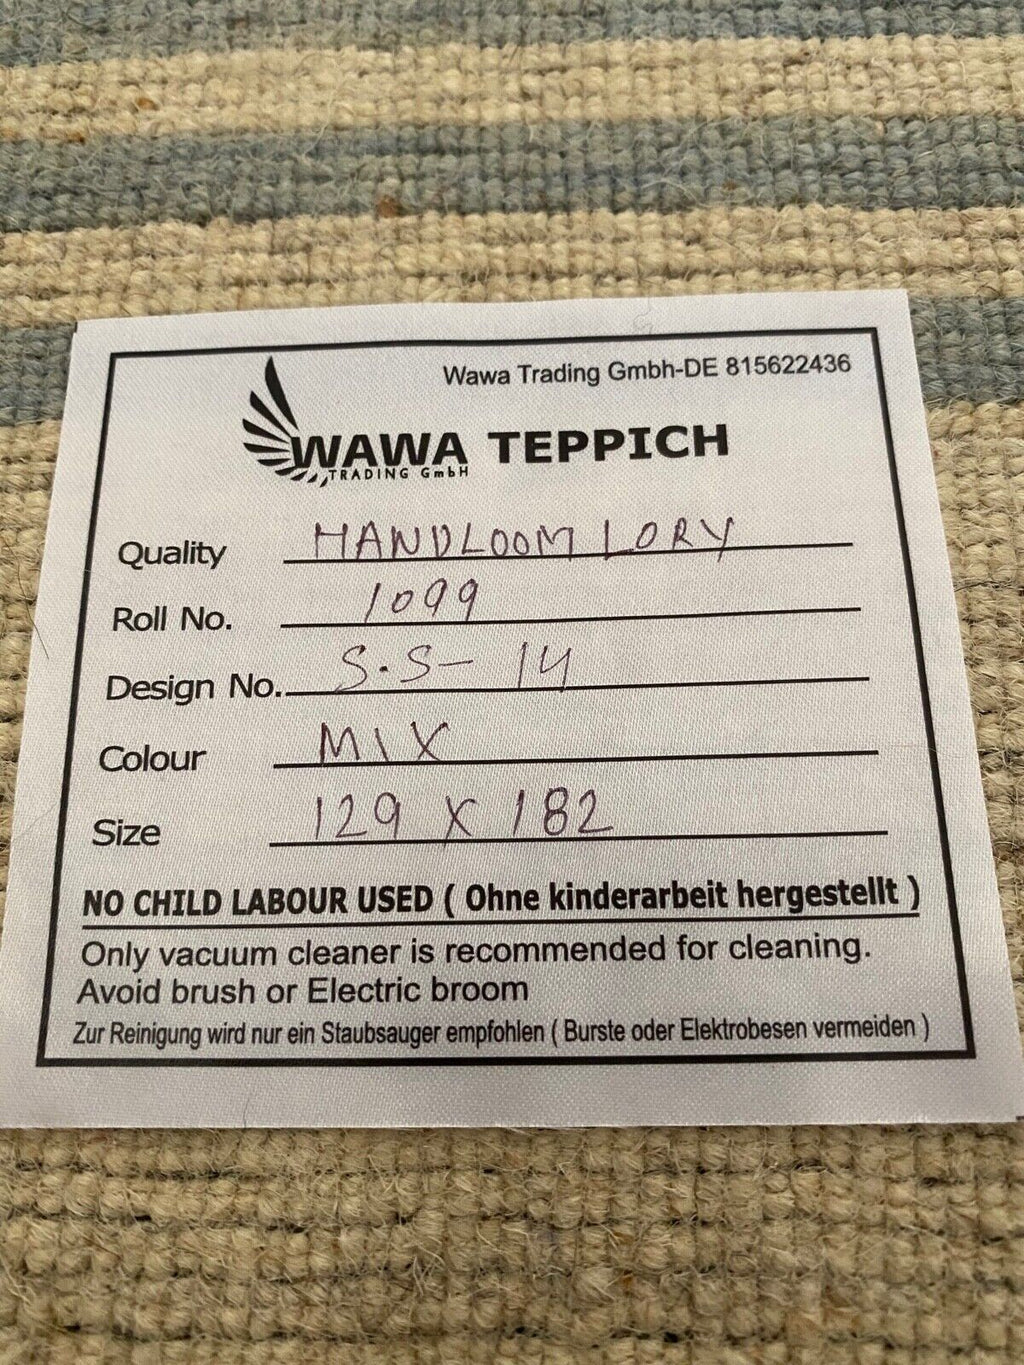 Wawa Trading Gmbh-DE 815622436
WAWA TEPPICH
TRADING GmbH
Quality HANDLOOM LORY
Roll No. 1099
Design No. S.S- 14
Colour MIX
Size 129 X 182
NO CHILD LABOUR USED ( Ohne kinderarbeit hergestellt )
Only vacuum cleaner is recommended for cleaning.
Avoid brush or Electric broom
Zur Reinigung wird nur ein Staubsauger empfohlen ( Burste oder Elektrobesen vermeiden )